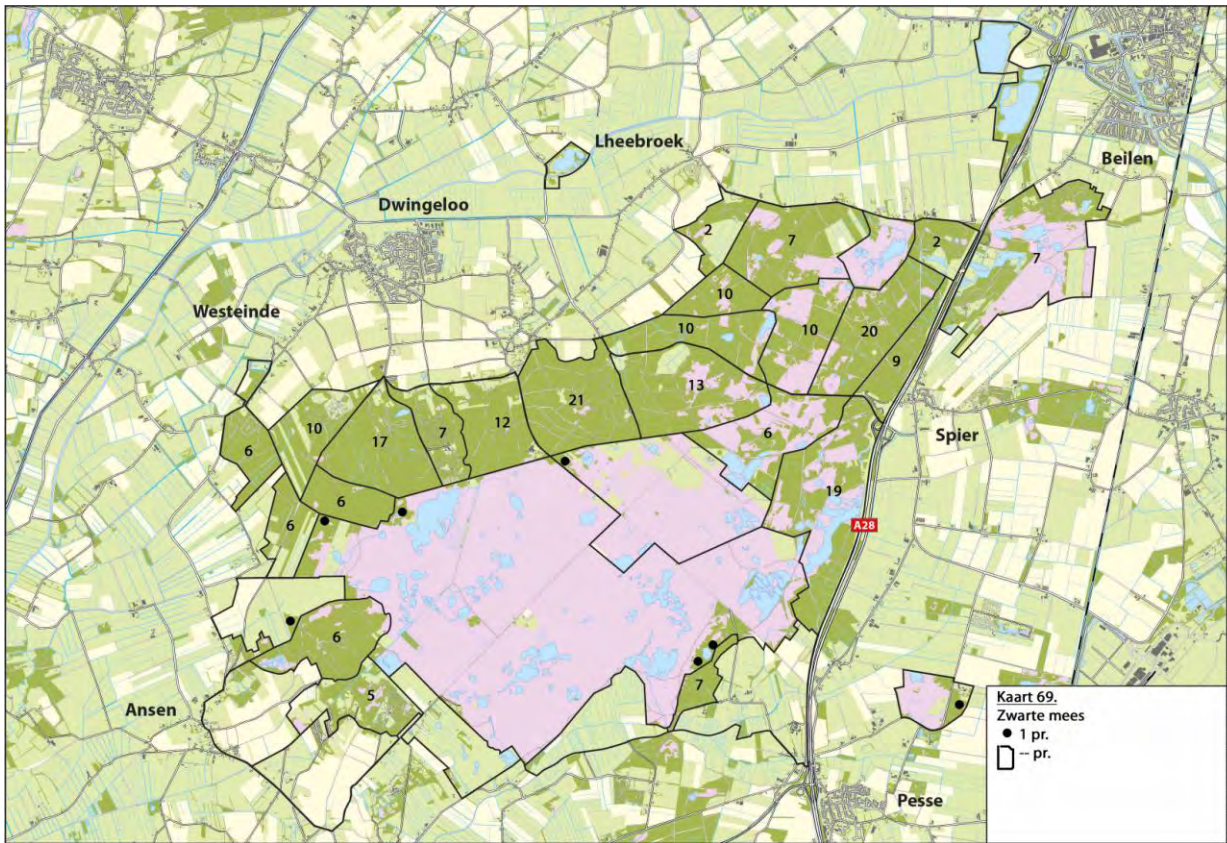 Lheebroek
Beilen
Dwingeloo
2
7
2
7
Westeinde
10
10
10
20
9
13
21
12
7
17
10
6
6
Spier
6
6
19
A28
6
7
5
Ansen
Kaart 69.
Zwarte mees
1 pr.
-- pr.
Pesse